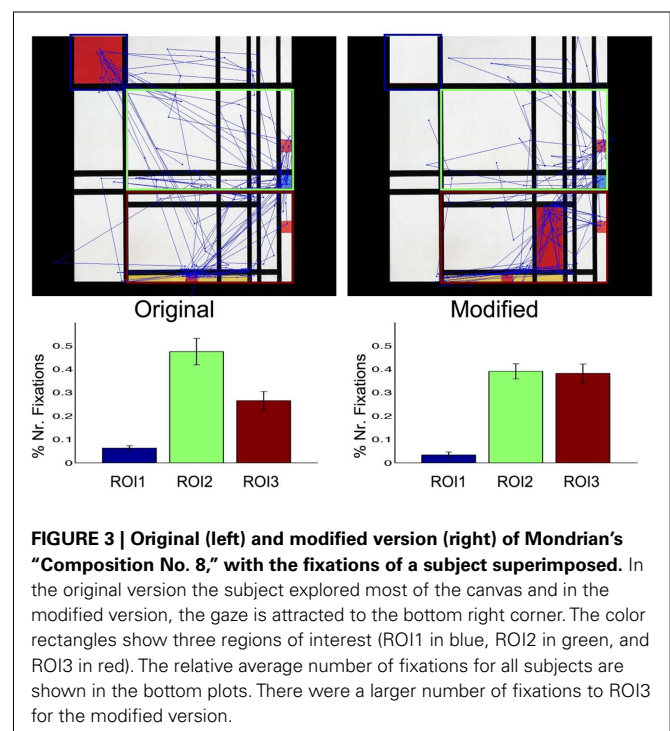 Original Modified
% Nr. Fixations
0.5
0.4
0.3
0.2
0.1
0
ROI1 ROI2 ROI3
% Nr. Fixations
0.5
0.4
0.3
0.2
0.1
0
ROI1 ROI2 ROI3
FIGURE 3 | Original (left) and modified version (right) of Mondrian’s
“Composition No. 8,” with the fixations of a subject superimposed. In
the original version the subject explored most of the canvas and in the
modified version, the gaze is attracted to the bottom right corner. The color
rectangles show three regions of interest (ROI1 in blue, ROI2 in green, and
ROI3 in red). The relative average number of fixations for all subjects are
shown in the bottom plots. There were a larger number of fixations to ROI3
for the modified version.